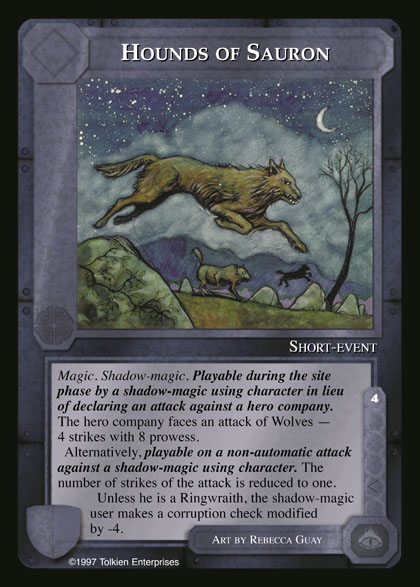 HOUNDS OF SAURON
SHORT-EVENT
Magic. Shadow-magic. Playable during the site
phase by a shadow-magic using character in lieu
of declaring an attack against a hero company.
The hero company faces an attack of Wolves —
4 strikes with 8 prowess.
Alternatively, playable on a non-automatic attack
against a shadow-magic using character. The
number of strikes of the attack is reduced to one.
Unless he is a Ringwraith, the shadow-magic
user makes a corruption check modified
by -4.
4
ART BY REBECCA GUAY
©1997 Tolkien Enterprises